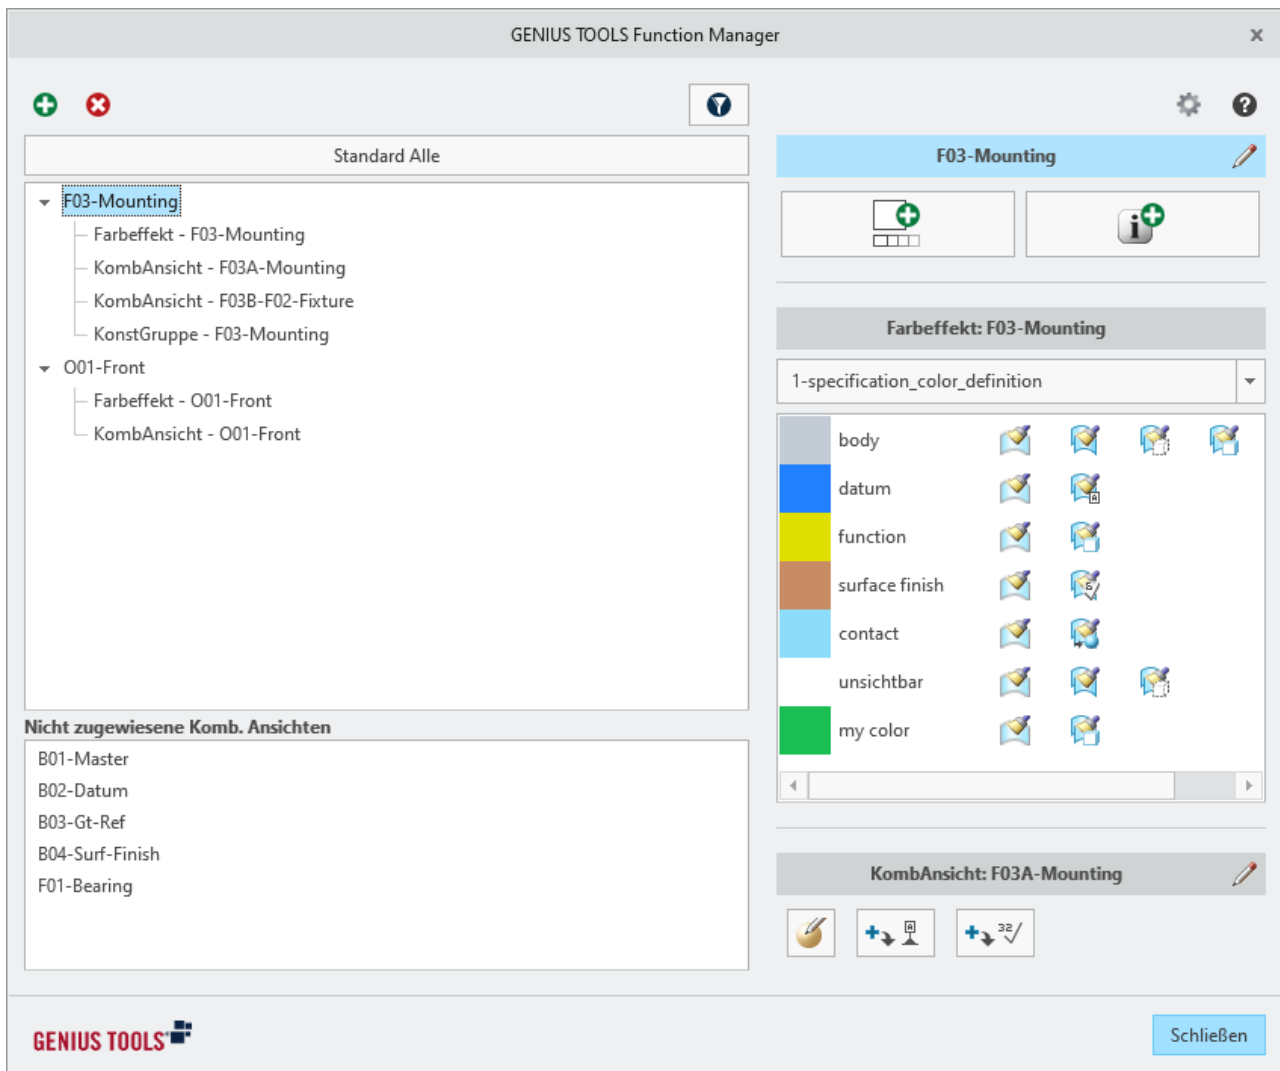 GENIUS TOOLS Function Manager
Standard Alle
F03-Mounting
Farbeffekt - F03-Mounting
KombAnsicht - F03A-Mounting
KombAnsicht - F03B-F02-Fixture
KonstGruppe - F03-Mounting
O01-Front
Farbeffekt - O01-Front
KombAnsicht - O01-Front
Nicht zugewiesene Komb. Ansichten
B01-Master
B02-Datum
B03-Gt-Ref
B04-Surf-Finish
F01-Bearing
F03-Mounting
Farbeffekt: F03-Mounting
1-specification_color_definition
body
datum
function
surface finish
contact
unsichtbar
my color
KombAnsicht: F03A-Mounting
32
GENIUS TOOLS
Schließen